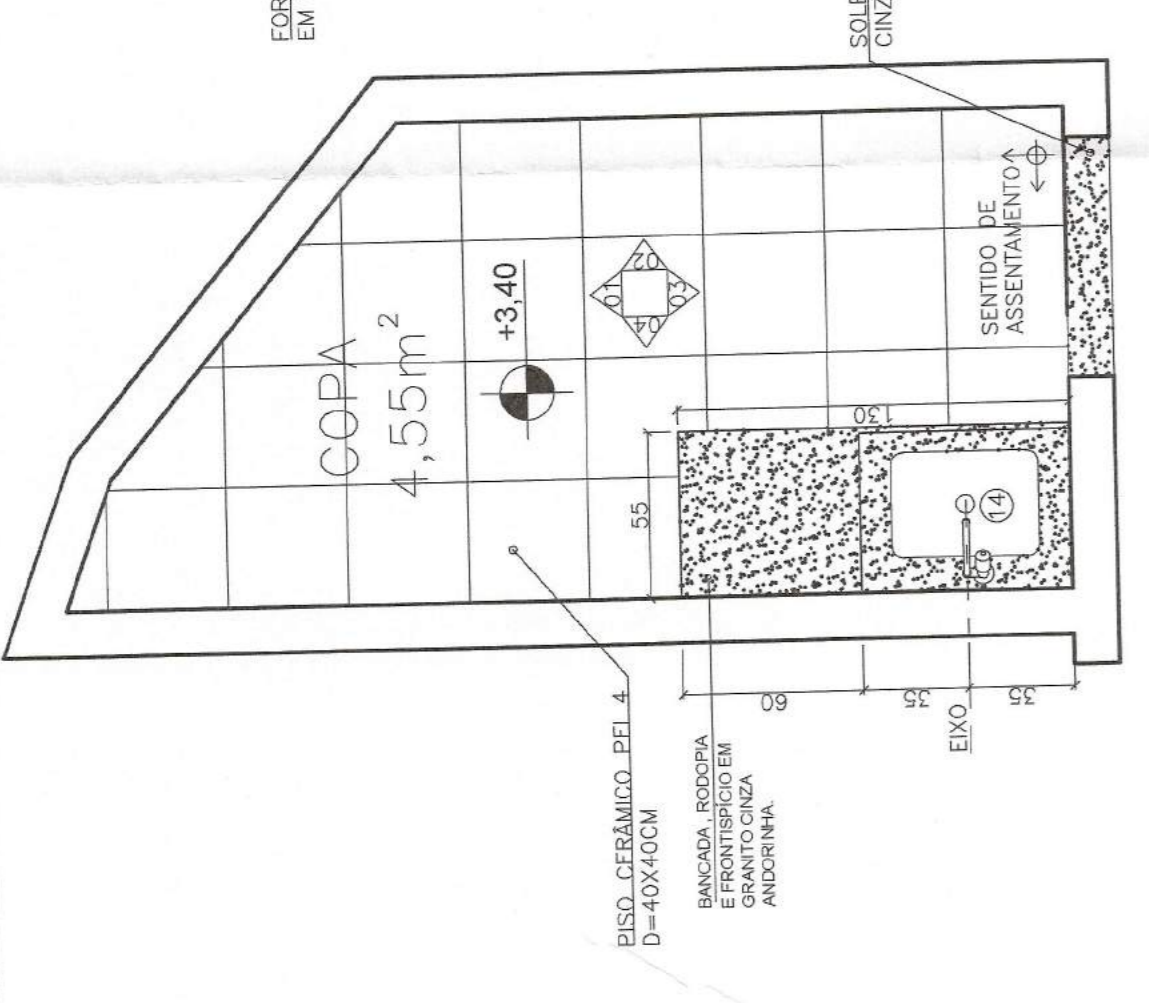 FOR
EM
SOLE
CINZ
COPA
4,55m²
+3,40
01
02
03
04
SENTIDO DE
ASSENTAMENTO
130
55
14
60
35
35
EIXO
PISO CERÂMICO PEI 4
D=40X40CM
BANCADA, RODOPIA
E FRONTISPÍCIO EM
GRANITO CINZA
ANDORINHA.